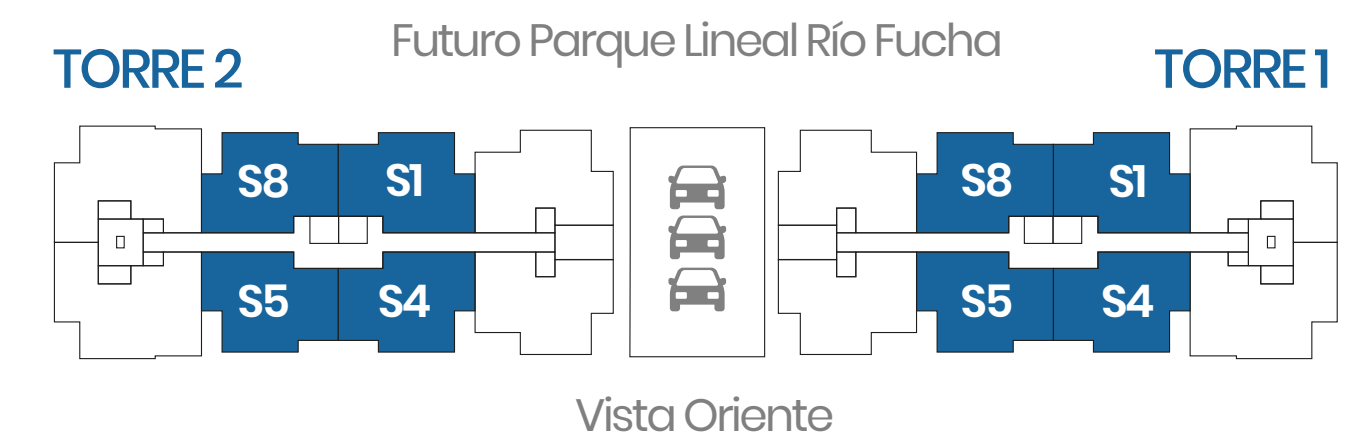 Futuro Parque Lineal Río Fucha
TORRE 2
TORRE 1
S8 S1 S8 S1
S5 S4 S5 S4
Vista Oriente